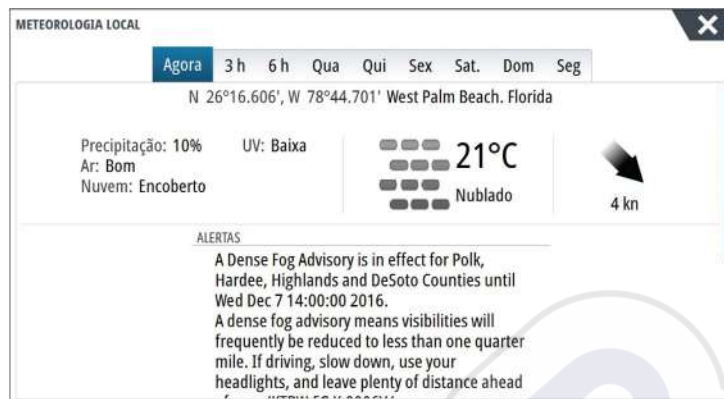 METEOROLOGIA LOCAL
Agora 3 h 6 h Qua Qui Sex Sat. Dom Seg
N 26°16.606', W 78°44.701' West Palm Beach. Florida
Precipitação: 10% UV: Baixa
Ar: Bom
Nuvem: Encoberto
21°C
Nublado
4 kn
ALERTAS
A Dense Fog Advisory is in effect for Polk,
Hardee, Highlands and DeSoto Counties until
Wed Dec 7 14:00:00 2016.
A dense fog advisory means visibilities will
frequently be reduced to less than one quarter
mile. If driving, slow down, use your
headlights, and leave plenty of distance ahead